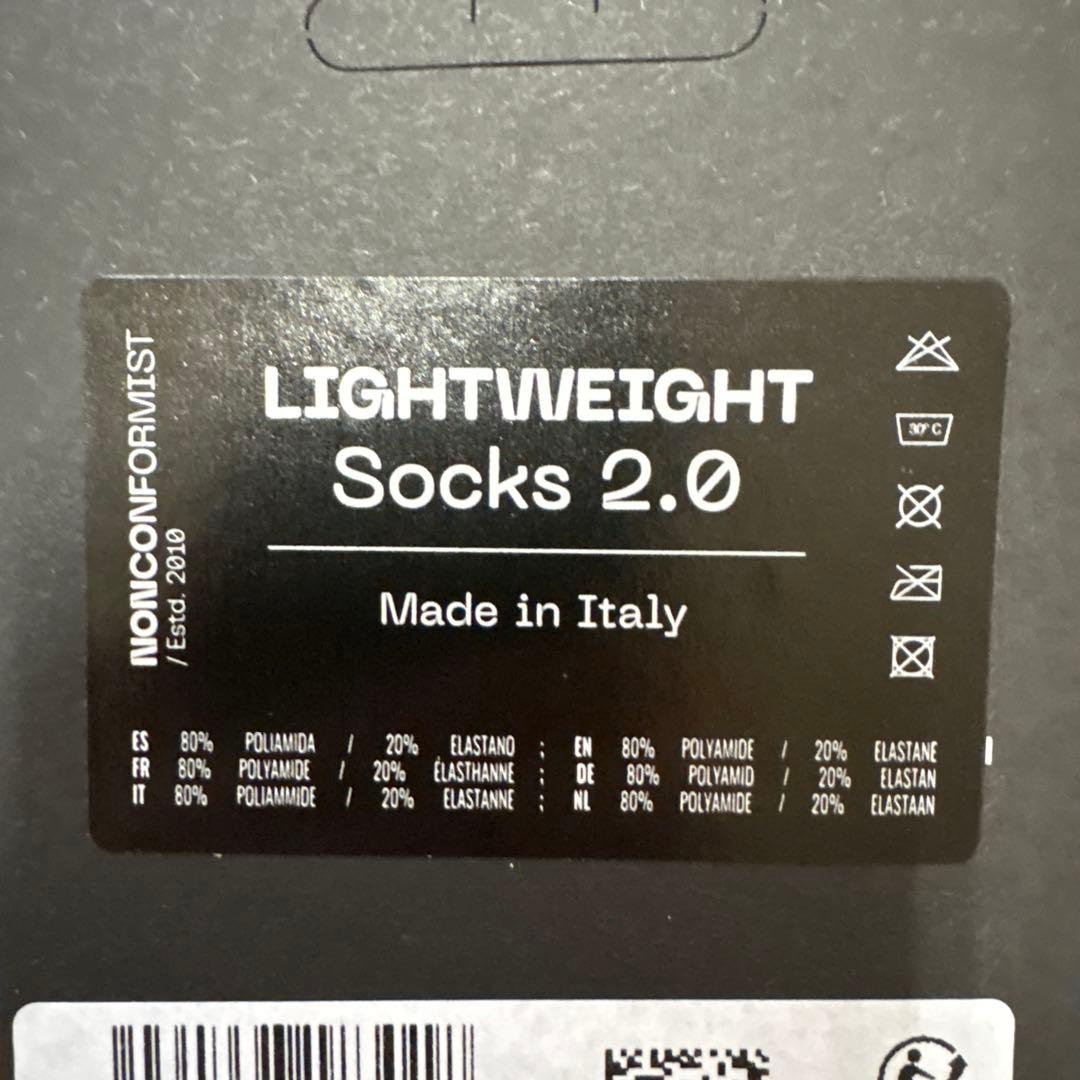 NONCONFORMIST
/ Estd. 2010
LIGHTWEIGHT
Socks 2.0
Made in Italy
30° C
ES 80% POLIAMIDA / 20% ELASTANO ; EN 80% POLYAMIDE / 20% ELASTANE
FR 80% POLYAMIDE / 20% ÉLASTHANNE ; DE 80% POLYAMID / 20% ELASTAN
IT 80% POLIAMMIDE / 20% ELASTANNE ; NL 80% POLYAMIDE / 20% ELASTAAN